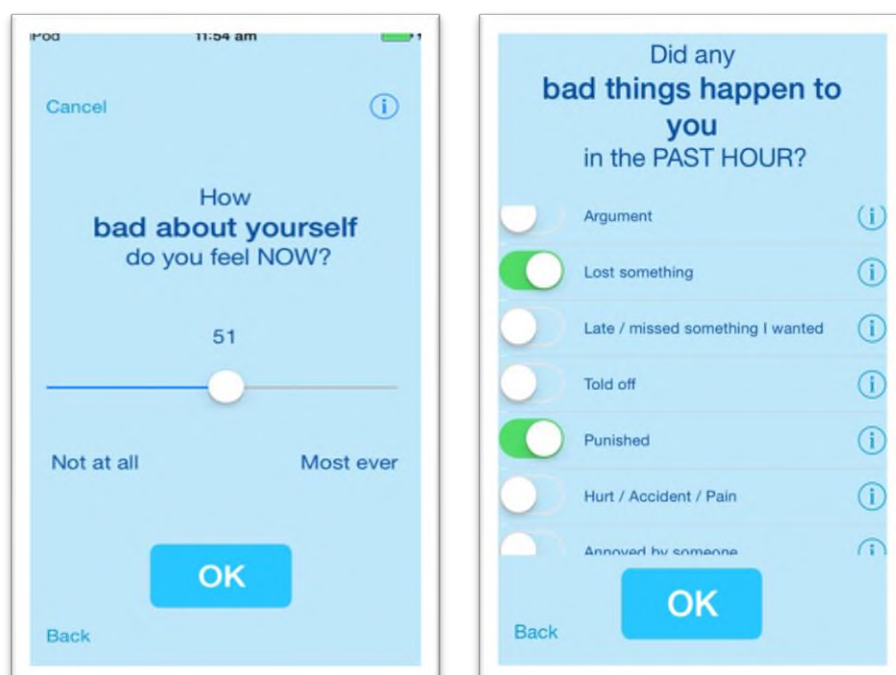 iPod 11:54 am
Cancel
How
bad about yourself
do you feel NOW?
51
Not at all Most ever
OK
Back
Did any
bad things happen to
you
in the PAST HOUR?
Argument
Lost something
Late / missed something I wanted
Told off
Punished
Hurt / Accident / Pain
Annoyed by someone
OK
Back